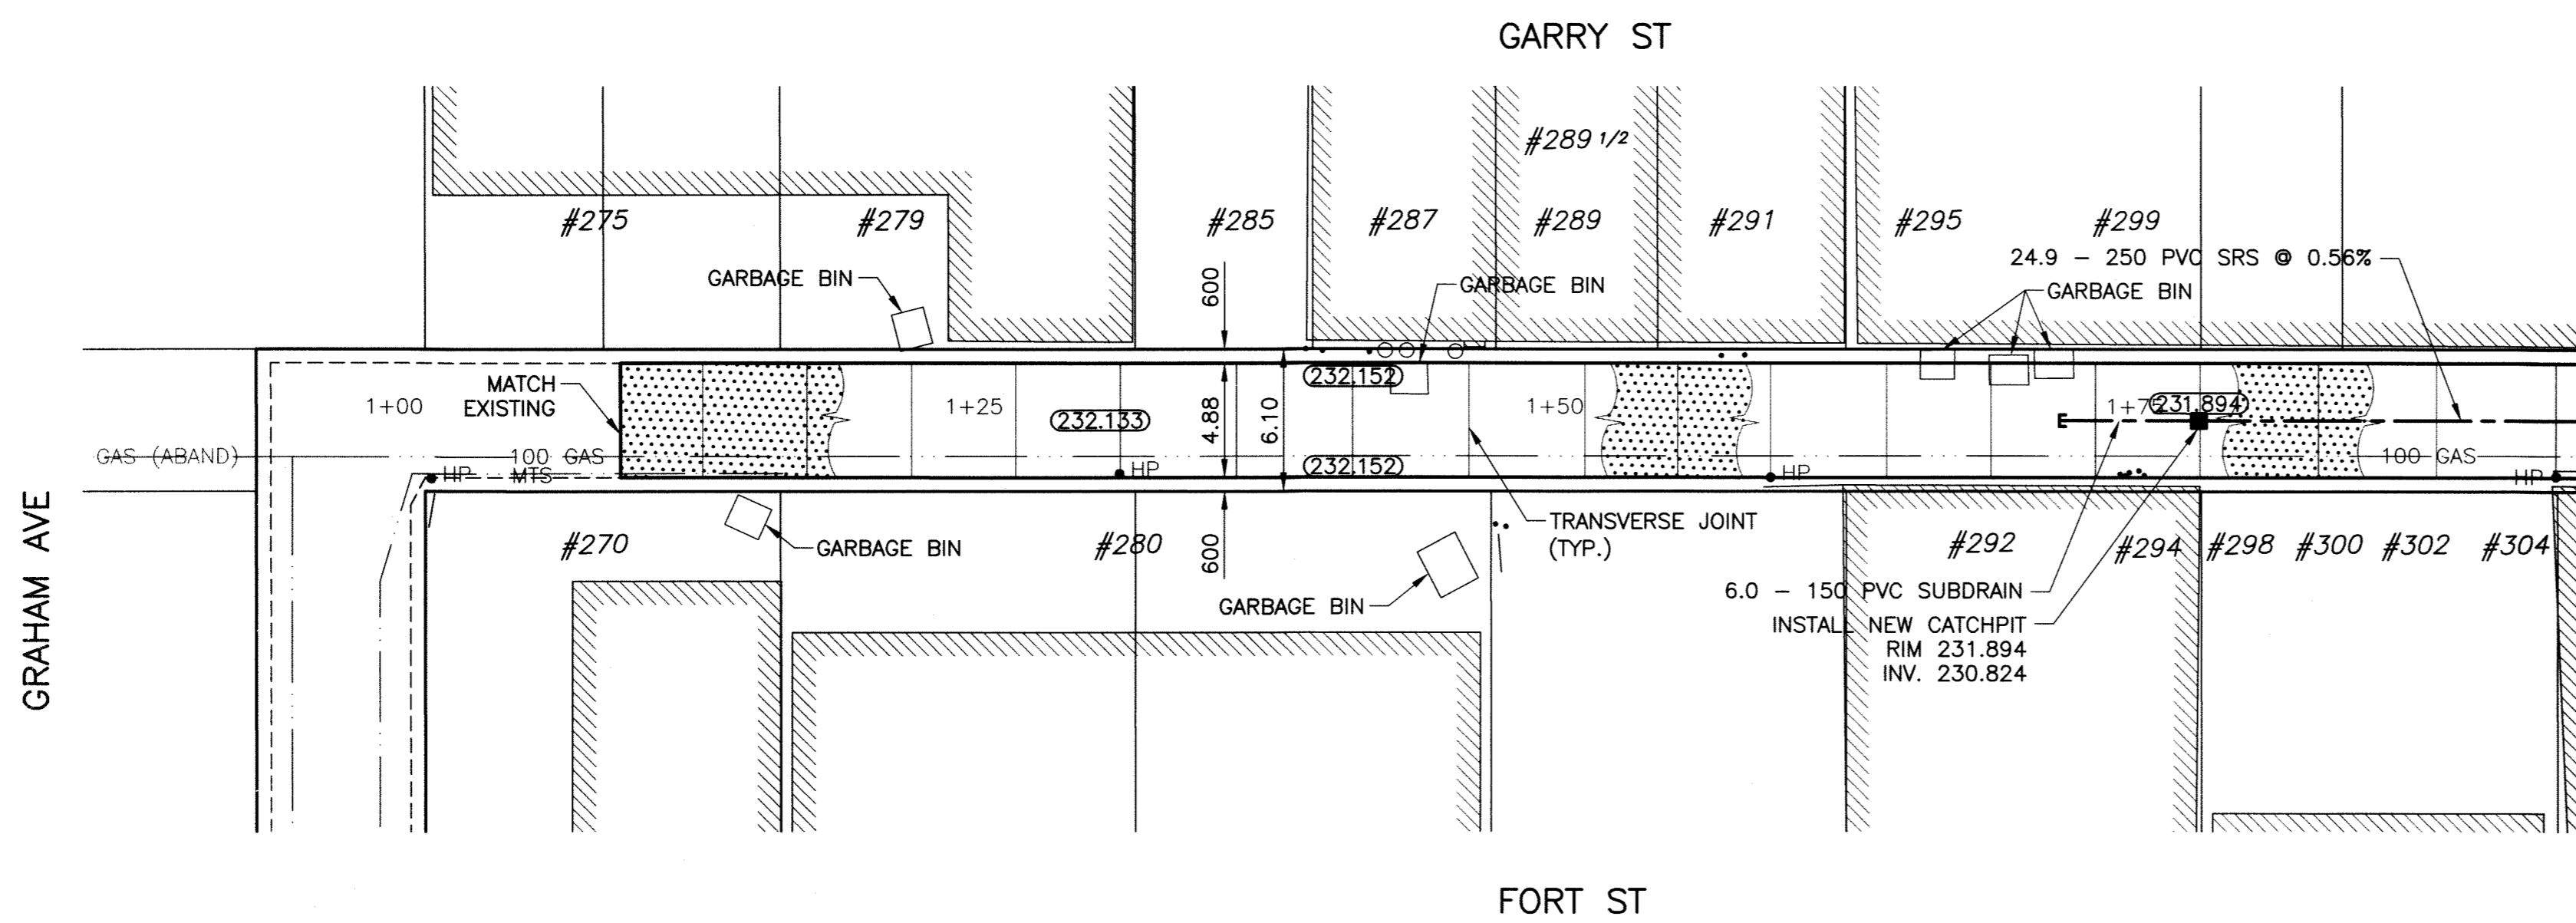 GARRY ST
#289 1/2
#275
#279
#285
#287
#289
#291
#295
#299
24.9 – 250 PVC SRS @ 0.56%
GARBAGE BIN
600
GARBAGE BIN
GARBAGE BIN
MATCH
EXISTING
1+00
1+25
232.133
4.88
6.10
232.152
1+50
1+75
231.894
GAS (ABAND)
100 GAS
232.152
100 GAS
HP
MTS
HP
HP
HP
GRAHAM AVE
#270
GARBAGE BIN
#280
600
TRANSVERSE JOINT
(TYP.)
#292
#294
#298
#300
#302
#304
GARBAGE BIN
6.0 – 150 PVC SUBDRAIN
INSTALL NEW CATCHPIT
RIM 231.894
INV. 230.824
FORT ST